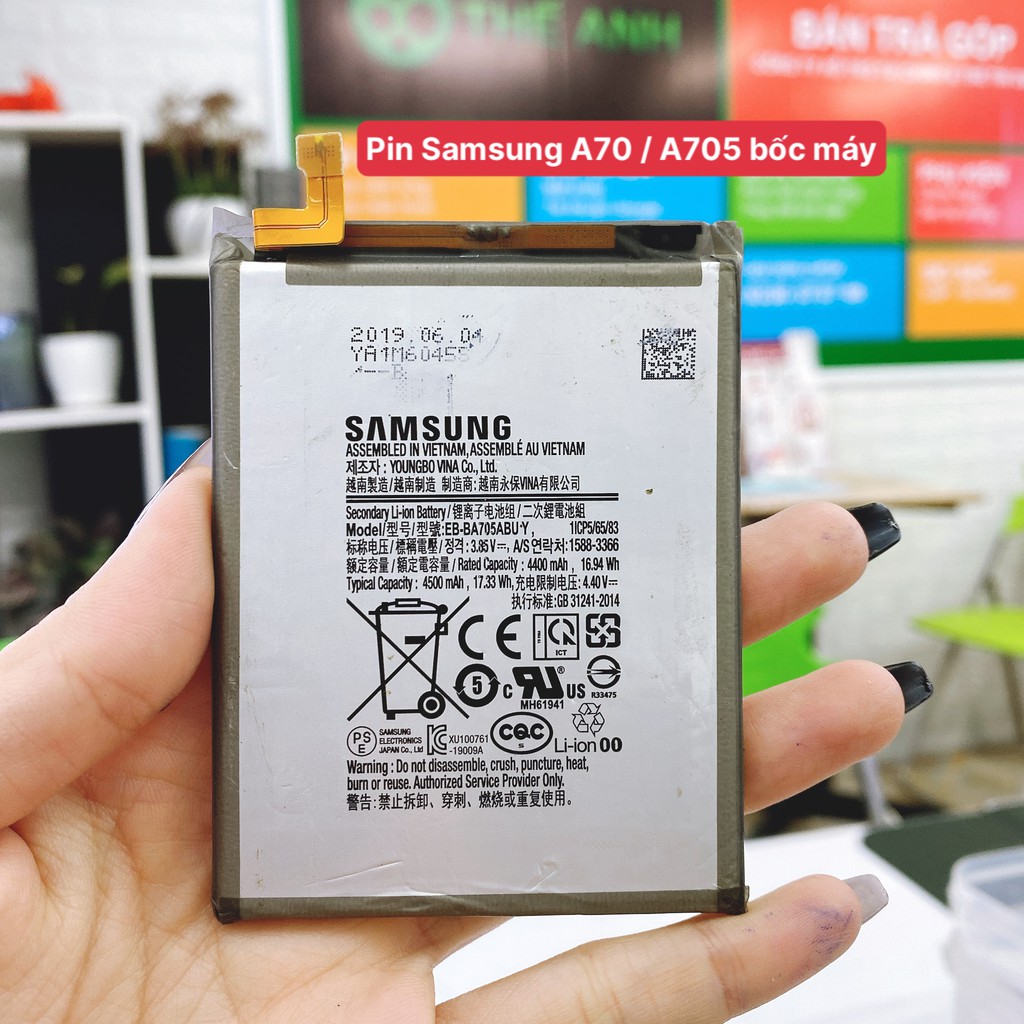 THẾ ANH
BÁN TRẢ GÓP
Pin Samsung A70 / A705 bốc máy
2019.06.04
YA1M6045S
SAMSUNG
ASSEMBLED IN VIETNAM,ASSEMBLÉ AU VIETNAM
제조자 : YOUNGBO VINA Co., Ltd.
越南製造/越南制造 制造商: 越南永保VINA有限公司
Secondary Li-ion Battery / 锂离子电池组 / 二次鋰電池組
Model/型号/型號:EB-BA705ABU Y, 1ICP5/65/83
标称电压 / 標稱電壓 / 정격 : 3.85V⎓, A/S 연락처: 1588-3366
额定容量 / 額定電容量 / Rated Capacity : 4400 mAh , 16.94 Wh
Typical Capacity : 4500 mAh , 17.33 Wh, 充电限制电压: 4.40V⎓
执行标准:GB 31241-2014
CE
ICT
5
c RU® US
MH61941
R33475
PS E
SAMSUNG ELECTRONICS JAPAN Co., Ltd
XU100761
-19009A
CQC
S
Li-ion 00
Warning : Do not disassemble, crush, puncture, heat,
burn or reuse. Authorized Service Provider Only.
警告: 禁止拆卸、穿刺、燃烧或重复使用。